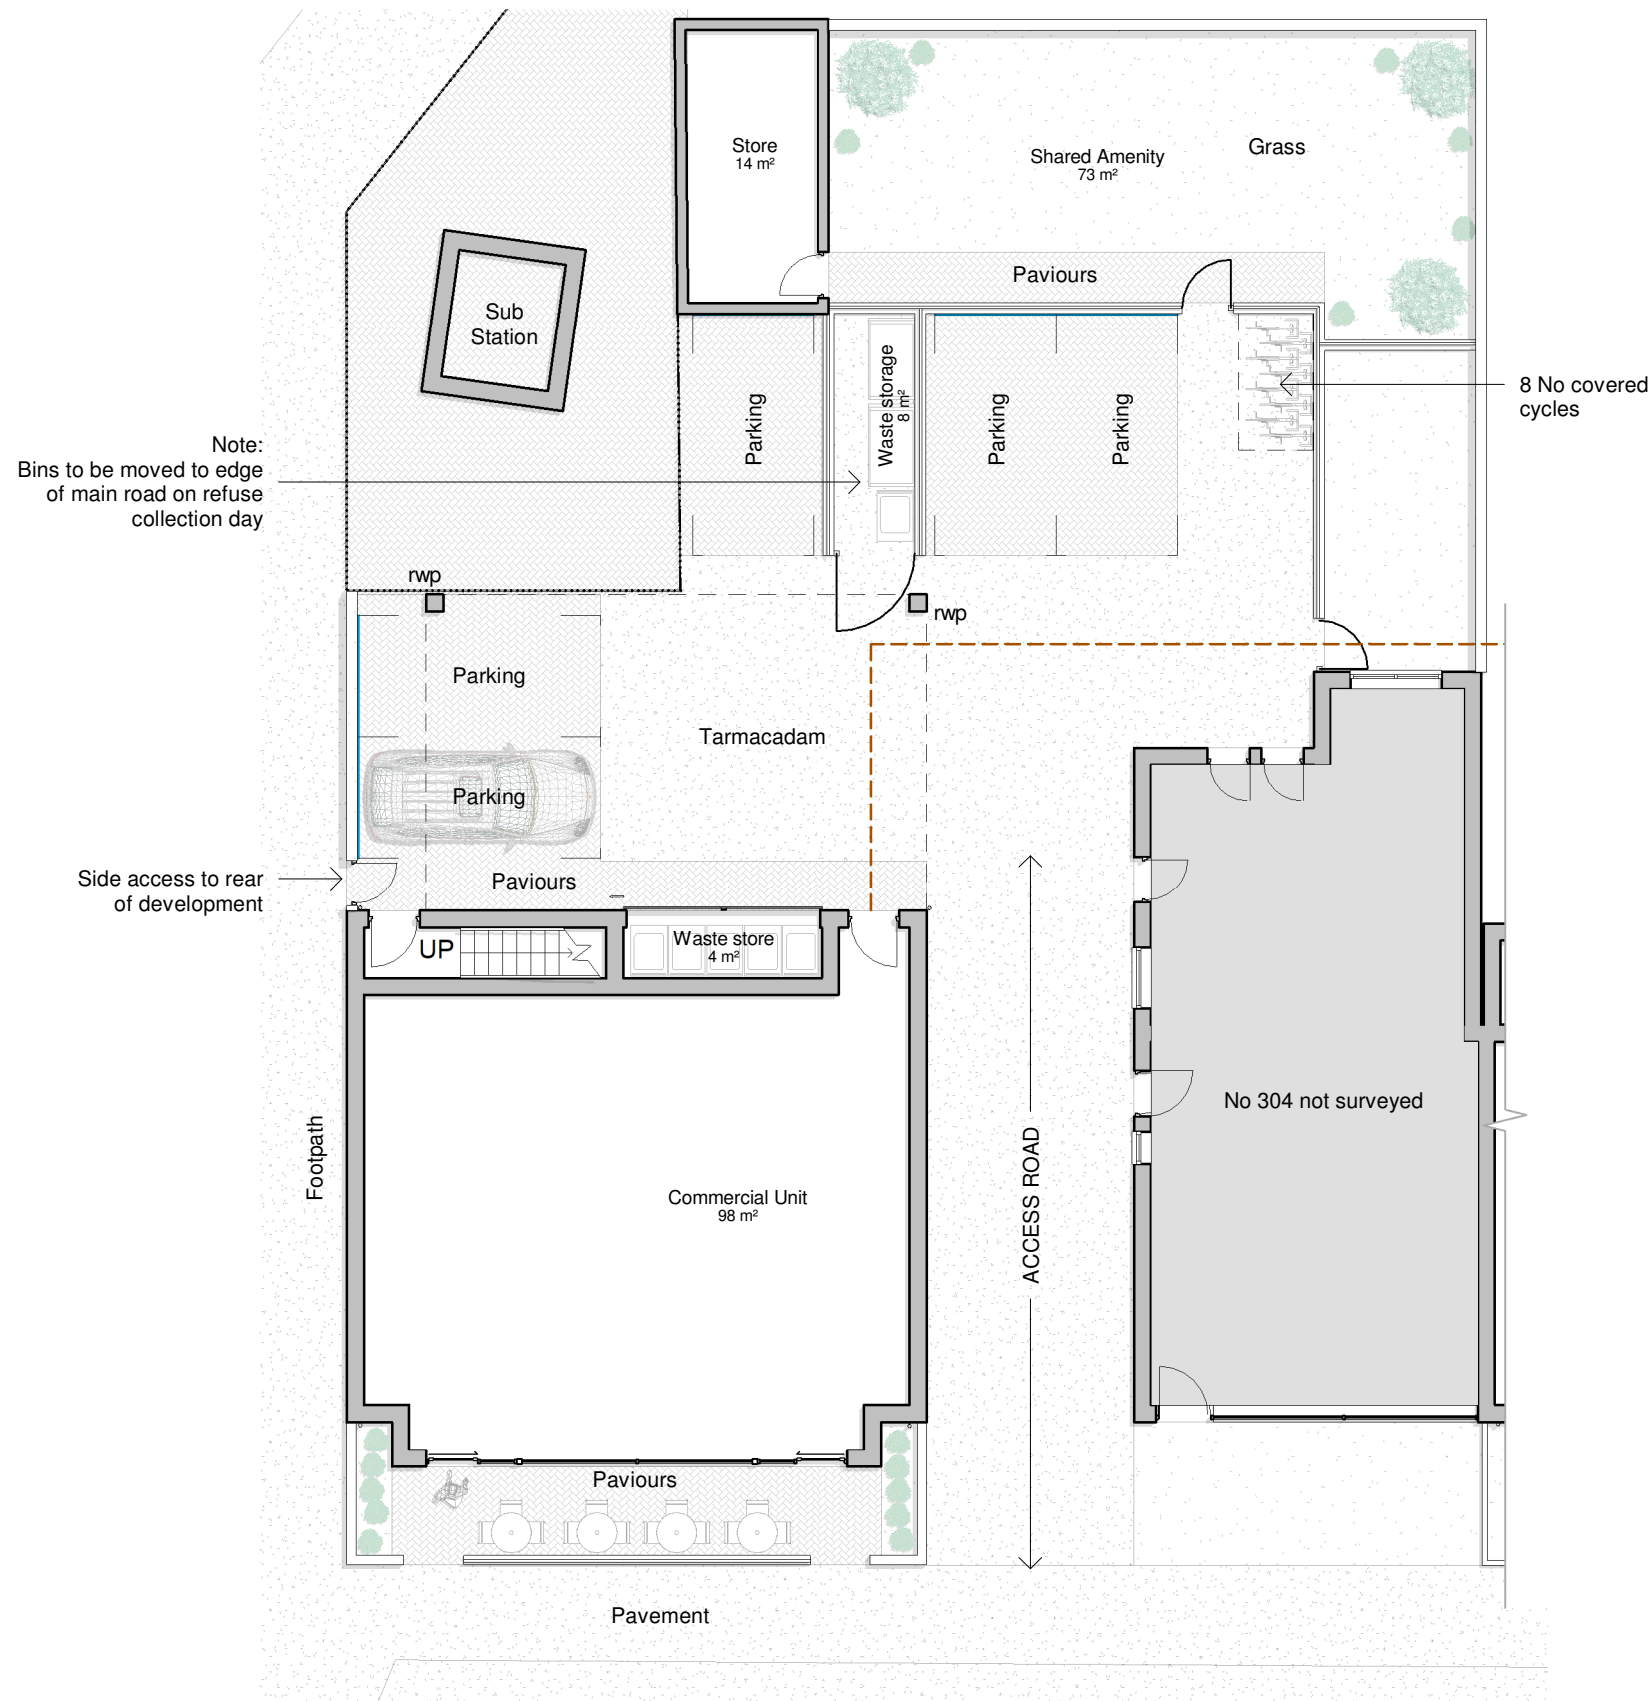 Store
14 m²
Shared Amenity
73 m²
Grass
Paviours
Sub
Station
Parking
Waste storage
8 m²
Parking
Parking
8 No covered
cycles
Note:
Bins to be moved to edge
of main road on refuse
collection day
rwp
rwp
Parking
Tarmacadam
Parking
Side access to rear
of development
Paviours
UP
Waste store
4 m²
No 304 not surveyed
Footpath
ACCESS ROAD
Commercial Unit
98 m²
Paviours
Pavement